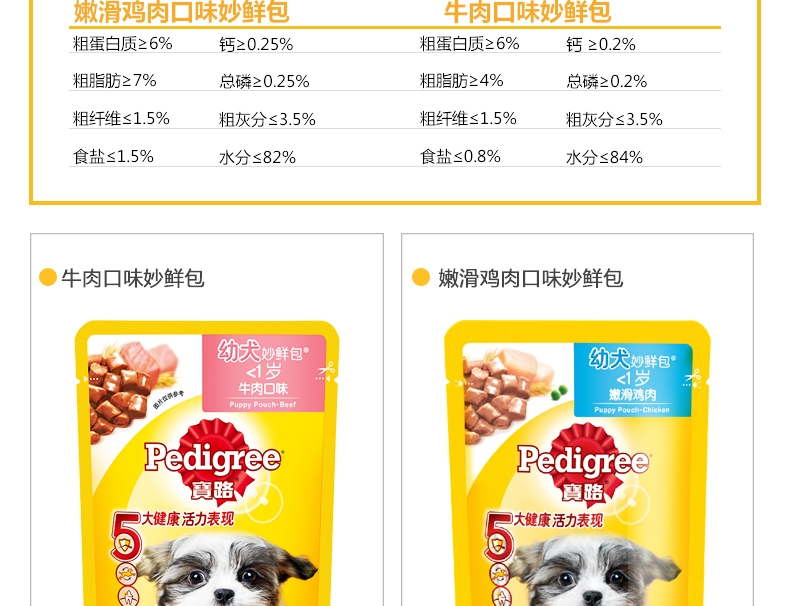 嫩滑鸡肉口味妙鲜包
牛肉口味妙鲜包
粗蛋白质≥6% 钙≥0.25% 粗蛋白质≥6% 钙 ≥0.2%
粗脂肪≥7% 总磷≥0.25% 粗脂肪≥4% 总磷≥0.2%
粗纤维≤1.5% 粗灰分≤3.5% 粗纤维≤1.5% 粗灰分≤3.5%
食盐≤1.5% 水分≤82% 食盐≤0.8% 水分≤84%
牛肉口味妙鲜包
幼犬妙鲜包®
<1岁
牛肉口味
Puppy Pouch-Beef
图片仅供参考
Pedigree
寶路
5大健康 活力表现
嫩滑鸡肉口味妙鲜包
幼犬妙鲜包®
<1岁
嫩滑鸡肉
Puppy Pouch-Chicken
Pedigree
寶路
5大健康 活力表现